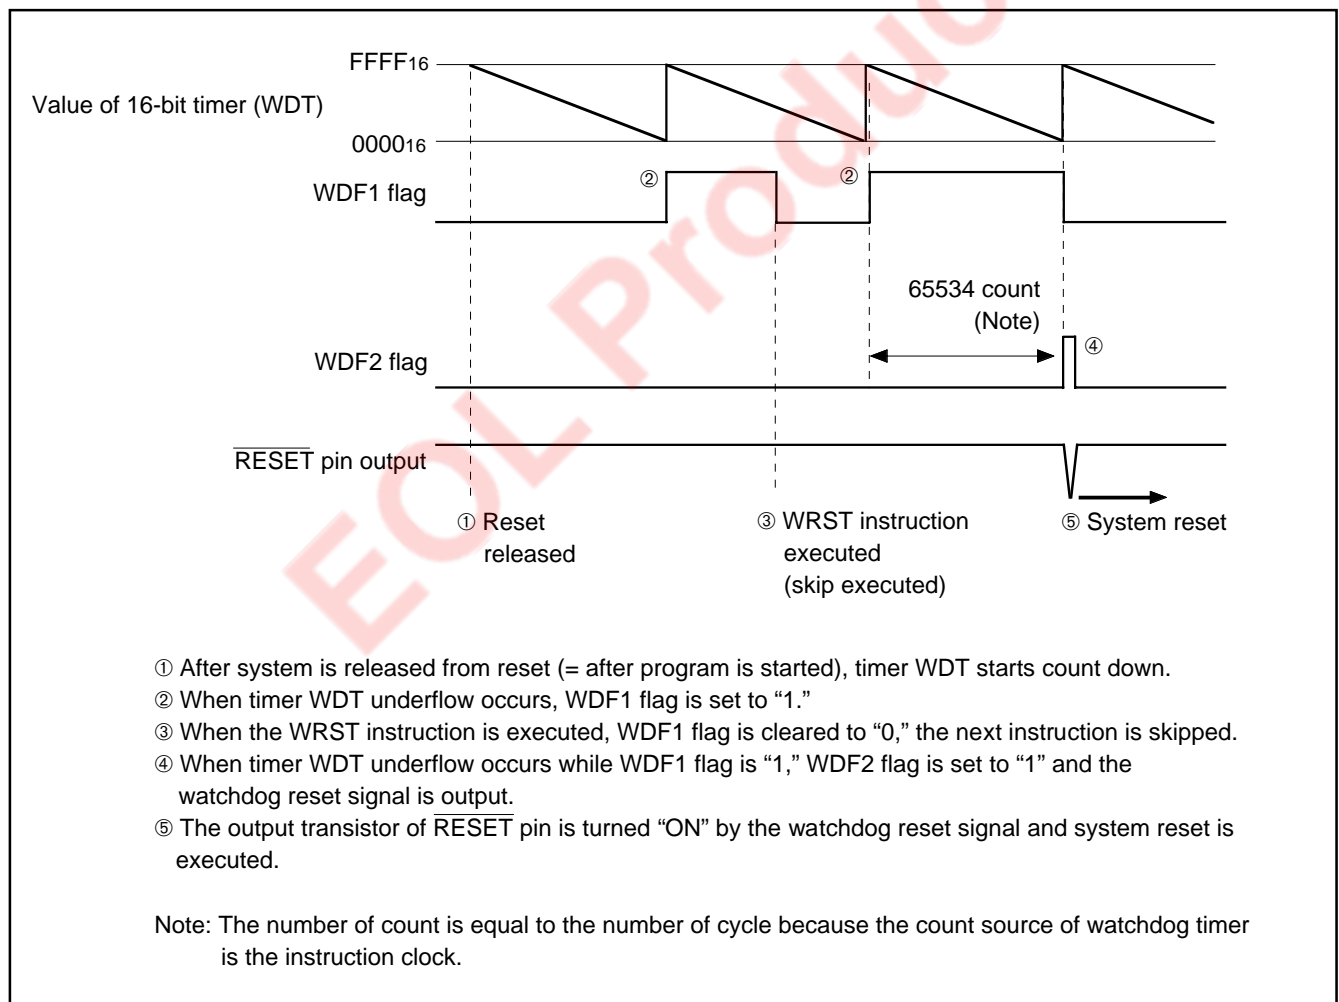 FFFF16
Value of 16-bit timer (WDT)
000016
② ②
WDF1 flag
65534 count
(Note)
④
WDF2 flag
RESET pin output
① Reset
released
③ WRST instruction
executed
(skip executed)
⑤ System reset
① After system is released from reset (= after program is started), timer WDT starts count down.
② When timer WDT underflow occurs, WDF1 flag is set to “1.”
③ When the WRST instruction is executed, WDF1 flag is cleared to “0,” the next instruction is skipped.
④ When timer WDT underflow occurs while WDF1 flag is “1,” WDF2 flag is set to “1” and the
watchdog reset signal is output.
⑤ The output transistor of RESET pin is turned “ON” by the watchdog reset signal and system reset is
executed.
Note: The number of count is equal to the number of cycle because the count source of watchdog timer
is the instruction clock.
EOL Produc